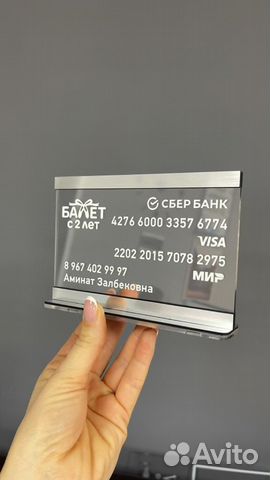 БАЛЕТ
с 2 лет
СБЕР БАНК
4276 6000 3357 6774
VISA
2202 2015 7078 2975
МИР
8 967 402 99 97
Аминат Залбековна
Avito